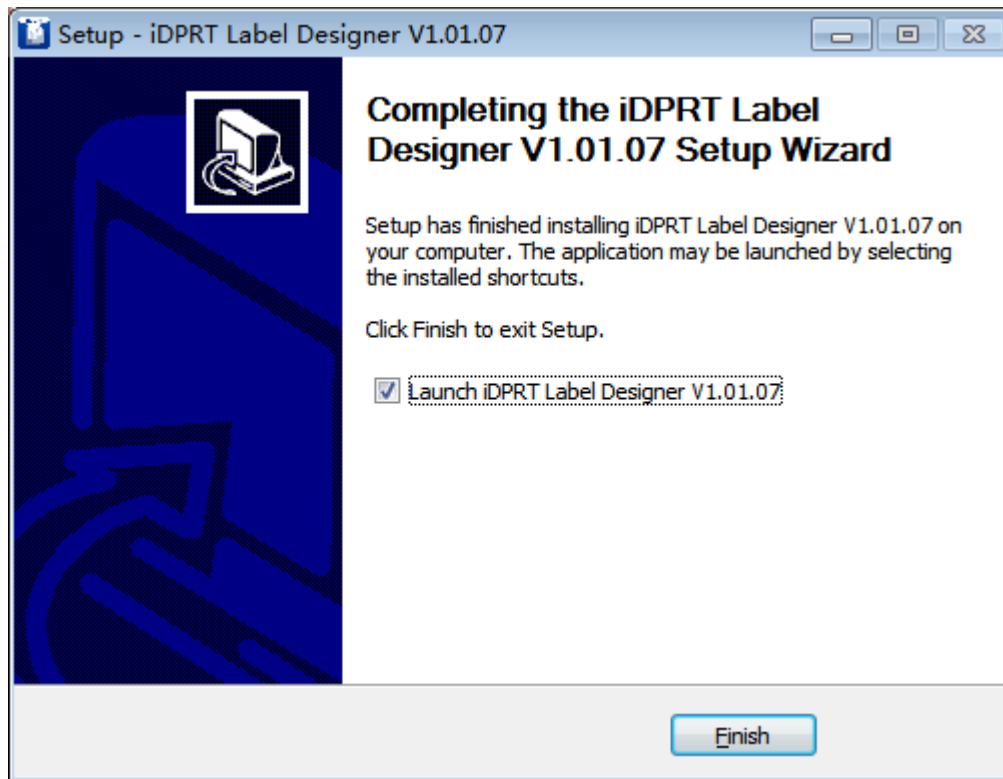 Setup - iDPRT Label Designer V1.01.07
Completing the iDPRT Label
Designer V1.01.07 Setup Wizard
Setup has finished installing iDPRT Label Designer V1.01.07 on
your computer. The application may be launched by selecting
the installed shortcuts.
Click Finish to exit Setup.
Launch iDPRT Label Designer V1.01.07
Finish